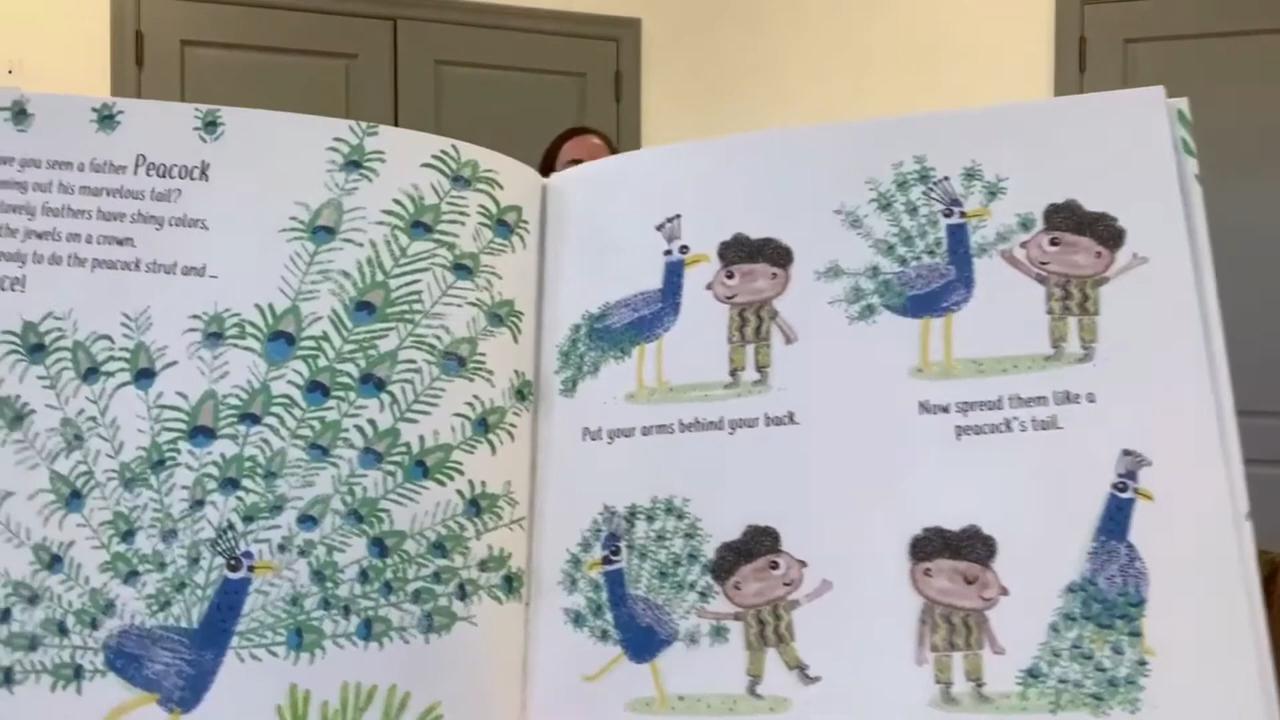 ve you seen a father Peacock
ning out his marvelous tail?
lovely feathers have shiny colors,
the jewels on a crown.
eady to do the peacock strut and ...
ce!
Put your arms behind your back.
Now spread them like a
peacock's tail.